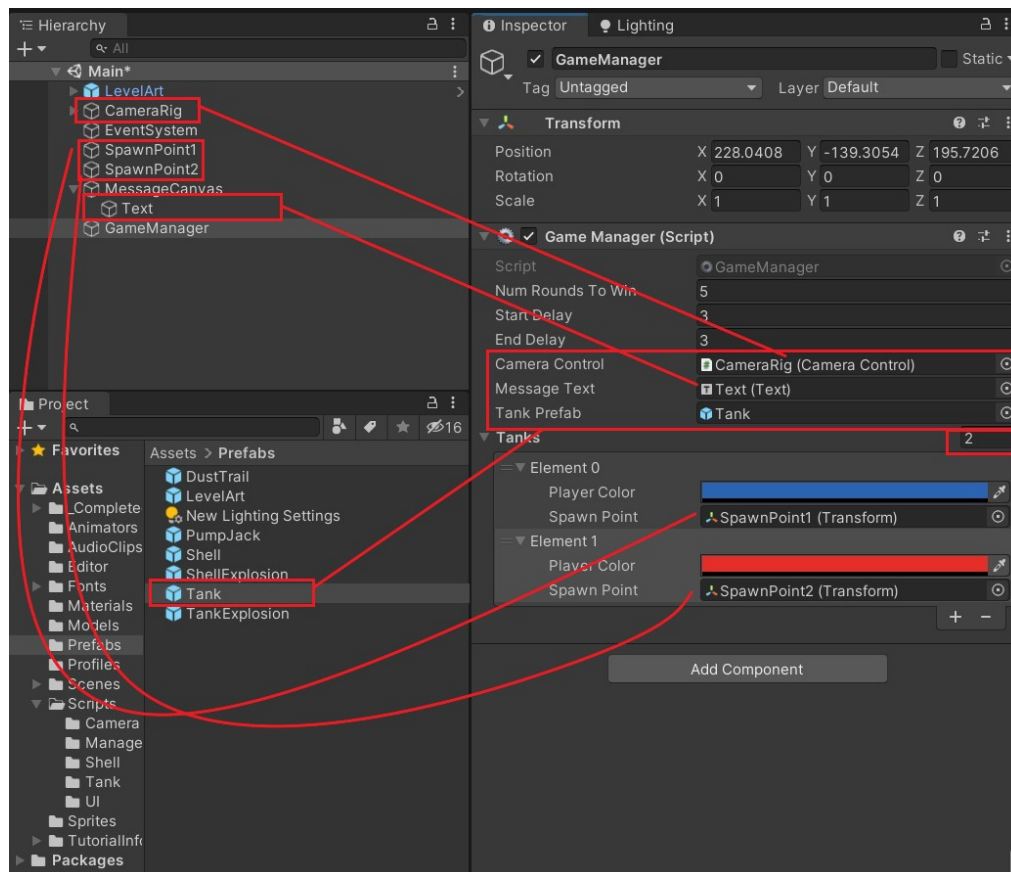 Hierarchy
All
Main*
LevelArt
CameraRig
EventSystem
SpawnPoint1
SpawnPoint2
MessageCanvas
Text
GameManager
Project
16
Favorites
Assets
_Complete
Animators
AudioClips
Editor
Fonts
Materials
Models
Prefabs
Profiles
Scenes
Scripts
Camera
Manage
Shell
Tank
UI
Sprites
TutorialInfo
Packages
Assets > Prefabs
DustTrail
LevelArt
New Lighting Settings
PumpJack
Shell
ShellExplosion
Tank
TankExplosion
Inspector Lighting
GameManager Static
Tag Untagged Layer Default
Transform
Position X 228.0408 Y -139.3054 Z 195.7206
Rotation X 0 Y 0 Z 0
Scale X 1 Y 1 Z 1
Game Manager (Script)
Script GameManager
Num Rounds To Win 5
Start Delay 3
End Delay 3
Camera Control CameraRig (Camera Control)
Message Text Text (Text)
Tank Prefab Tank
Tanks 2
Element 0
Player Color
Spawn Point SpawnPoint1 (Transform)
Element 1
Player Color
Spawn Point SpawnPoint2 (Transform)
+ −
Add Component